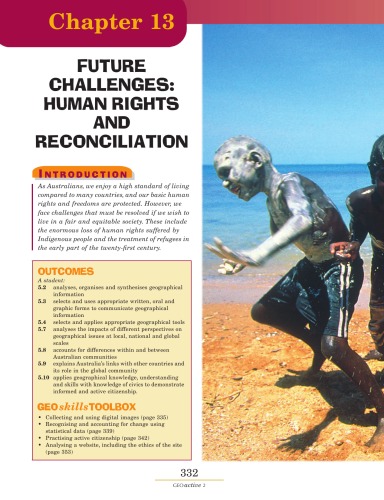 Chapter 13
FUTURE
CHALLENGES:
HUMAN RIGHTS
AND
RECONCILIATION
INTRODUCTION
As Australians, we enjoy a high standard of living
compared to many countries, and our basic human
rights and freedoms are protected. However, we
face challenges that must be resolved if we wish to
live in a fair and equitable society. These include
the enormous loss of human rights suffered by
Indigenous people and the treatment of refugees in
the early part of the twenty-first century.
OUTCOMES
A student:
5.2 analyses, organises and synthesises geographical
information
5.3 selects and uses appropriate written, oral and
graphic forms to communicate geographical
information
5.4 selects and applies appropriate geographical tools
5.7 analyses the impacts of different perspectives on
geographical issues at local, national and global
scales
5.8 accounts for differences within and between
Australian communities
5.9 explains Australia's links with other countries and
its role in the global community
5.10 applies geographical knowledge, understanding
and skills with knowledge of civics to demonstrate
informed and active citizenship.
GEOskillsTOOLBOX
• Collecting and using digital images (page 335)
• Recognising and accounting for change using
statistical data (page 339)
• Practising active citizenship (page 342)
• Analysing a website, including the ethics of the site
(page 353)
332
GEOactive 2